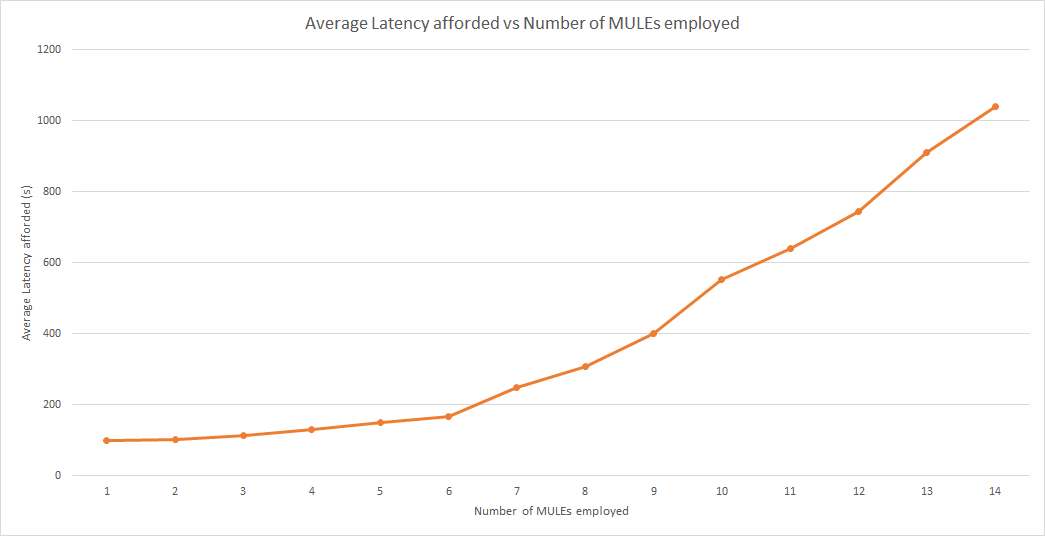 Average Latency afforded vs Number of MULEs employed
1200
1000
800
600
400
200
0
Average Latency afforded (s)
1 2 3 4 5 6 7 8 9 10 11 12 13 14
Number of MULEs employed